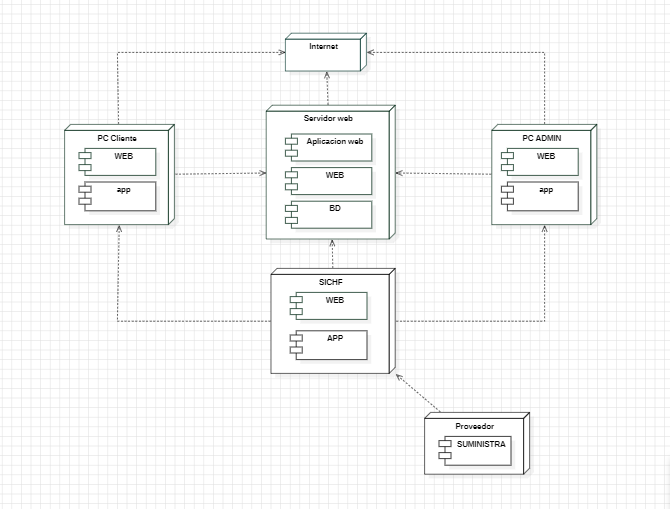 Internet
PC Cliente
WEB
app
Servidor web
Aplicacion web
WEB
BD
PC ADMIN
WEB
app
SICHF
WEB
APP
Proveedor
SUMINISTRA